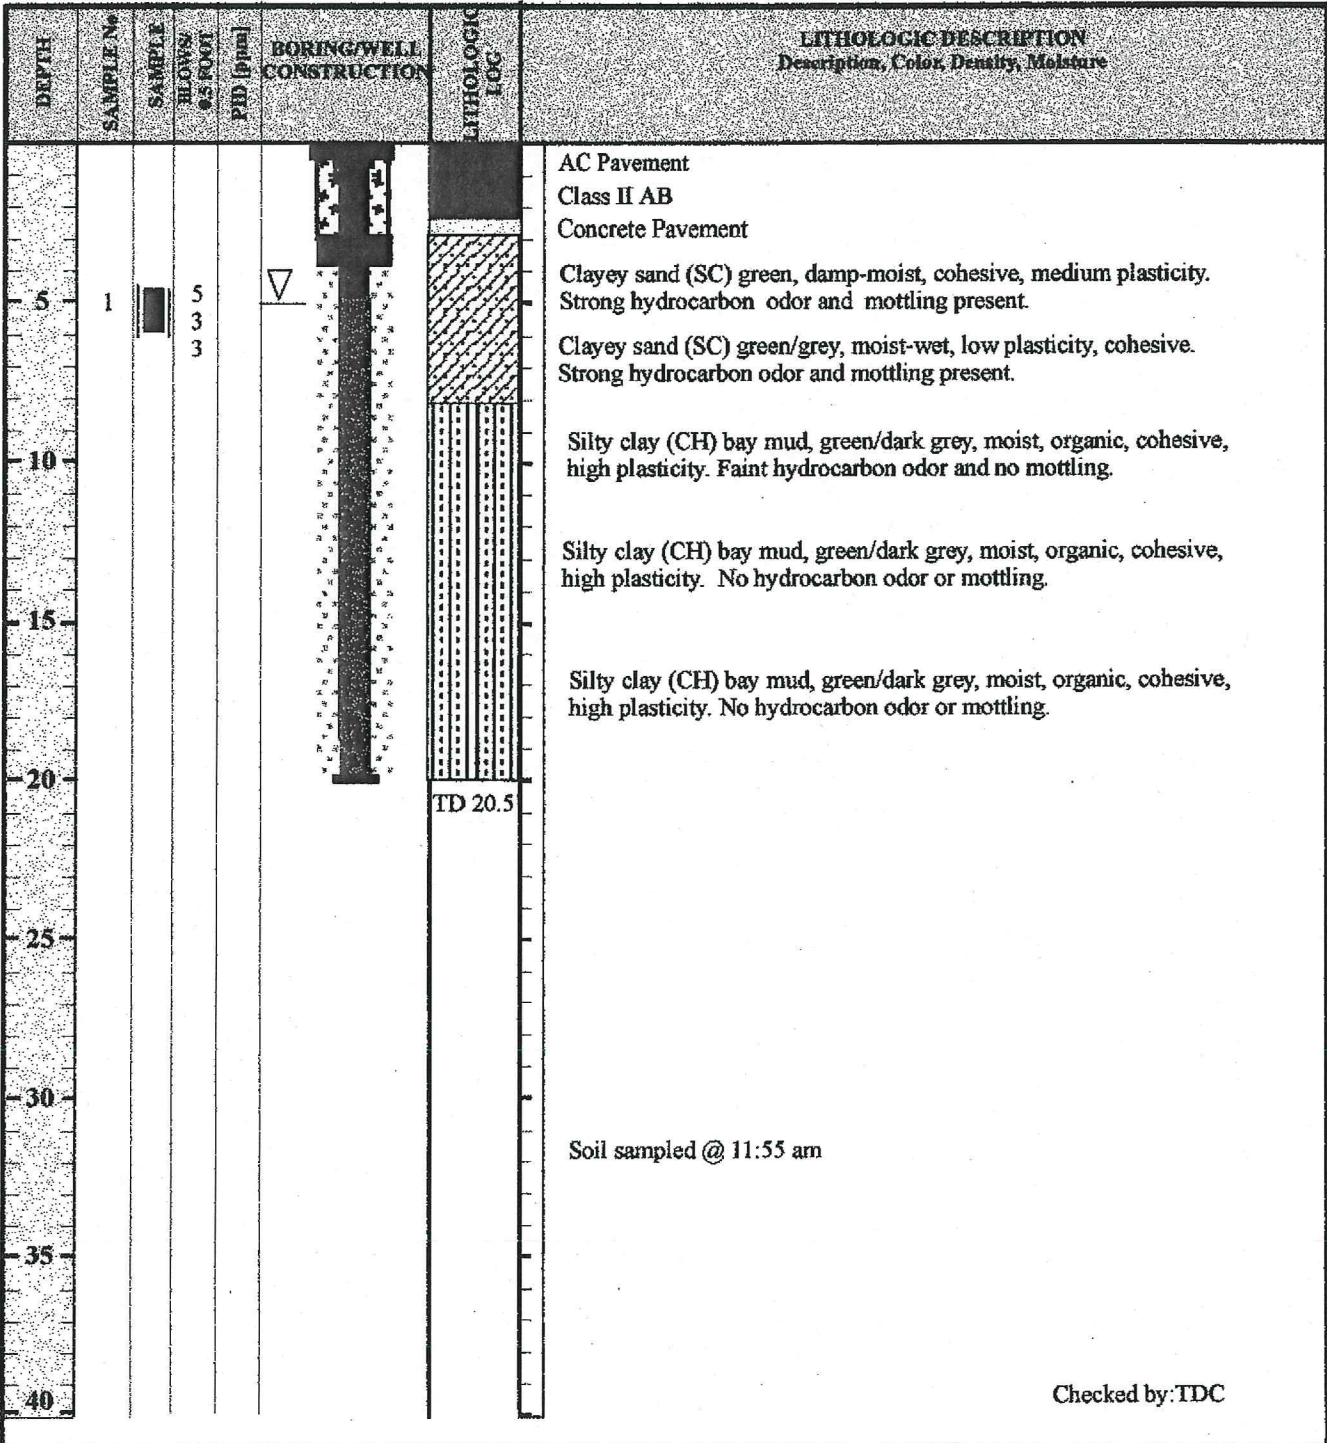 DEPTH
SAMPLE No
SAMPLE
BLOWS/
0.5 FOOT
PID [ppm]
BORING/WELL
CONSTRUCTION
LITHOLOGIC
LOG
LITHOLOGIC DESCRIPTION
Description, Color, Density, Moisture
AC Pavement
Class II AB
Concrete Pavement
Clayey sand (SC) green, damp-moist, cohesive, medium plasticity.
Strong hydrocarbon odor and mottling present.
5
1
5
3
3
Clayey sand (SC) green/grey, moist-wet, low plasticity, cohesive.
Strong hydrocarbon odor and mottling present.
Silty clay (CH) bay mud, green/dark grey, moist, organic, cohesive,
high plasticity. Faint hydrocarbon odor and no mottling.
10
Silty clay (CH) bay mud, green/dark grey, moist, organic, cohesive,
high plasticity. No hydrocarbon odor or mottling.
15
Silty clay (CH) bay mud, green/dark grey, moist, organic, cohesive,
high plasticity. No hydrocarbon odor or mottling.
20
TD 20.5
25
30
Soil sampled @ 11:55 am
35
40
Checked by:TDC